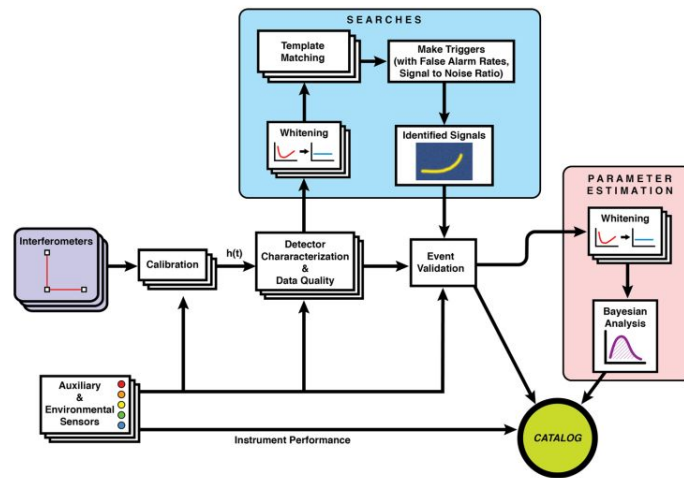 SEARCHES
Template
Matching
Make Triggers
(with False Alarm Rates,
Signal to Noise Ratio)
Whitening
Identified Signals
PARAMETER
ESTIMATION
Whitening
Interferometers
Calibration
h(t)
Detector
Chararacterization
&
Data Quality
Event
Validation
Bayesian
Analysis
Auxiliary
&
Environmental
Sensors
Instrument Performance
CATALOG